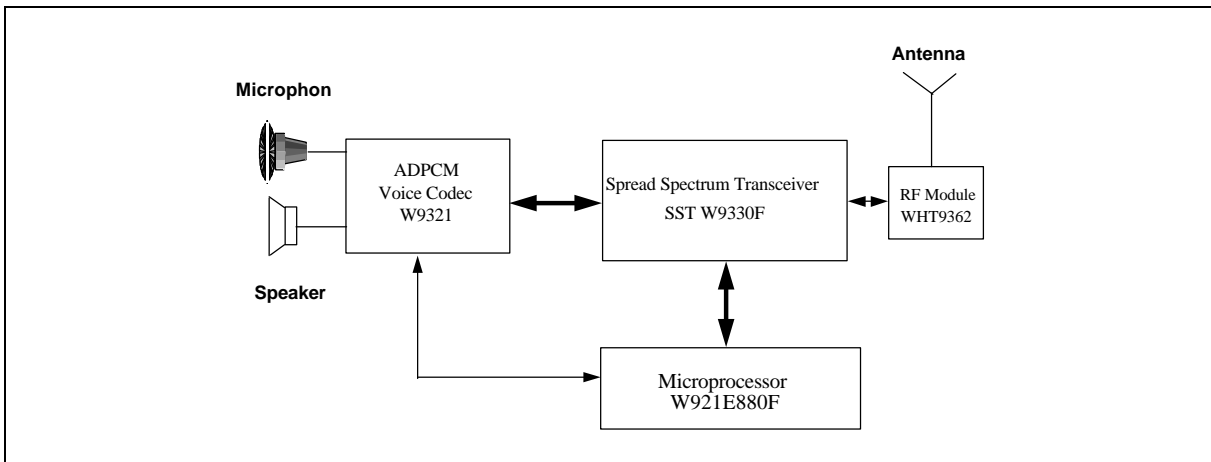 Antenna
Microphon
ADPCM
Voice Codec
W9321
Spread Spectrum Transceiver
SST W9330F
RF Module
WHT9362
Speaker
Microprocessor
W921E880F